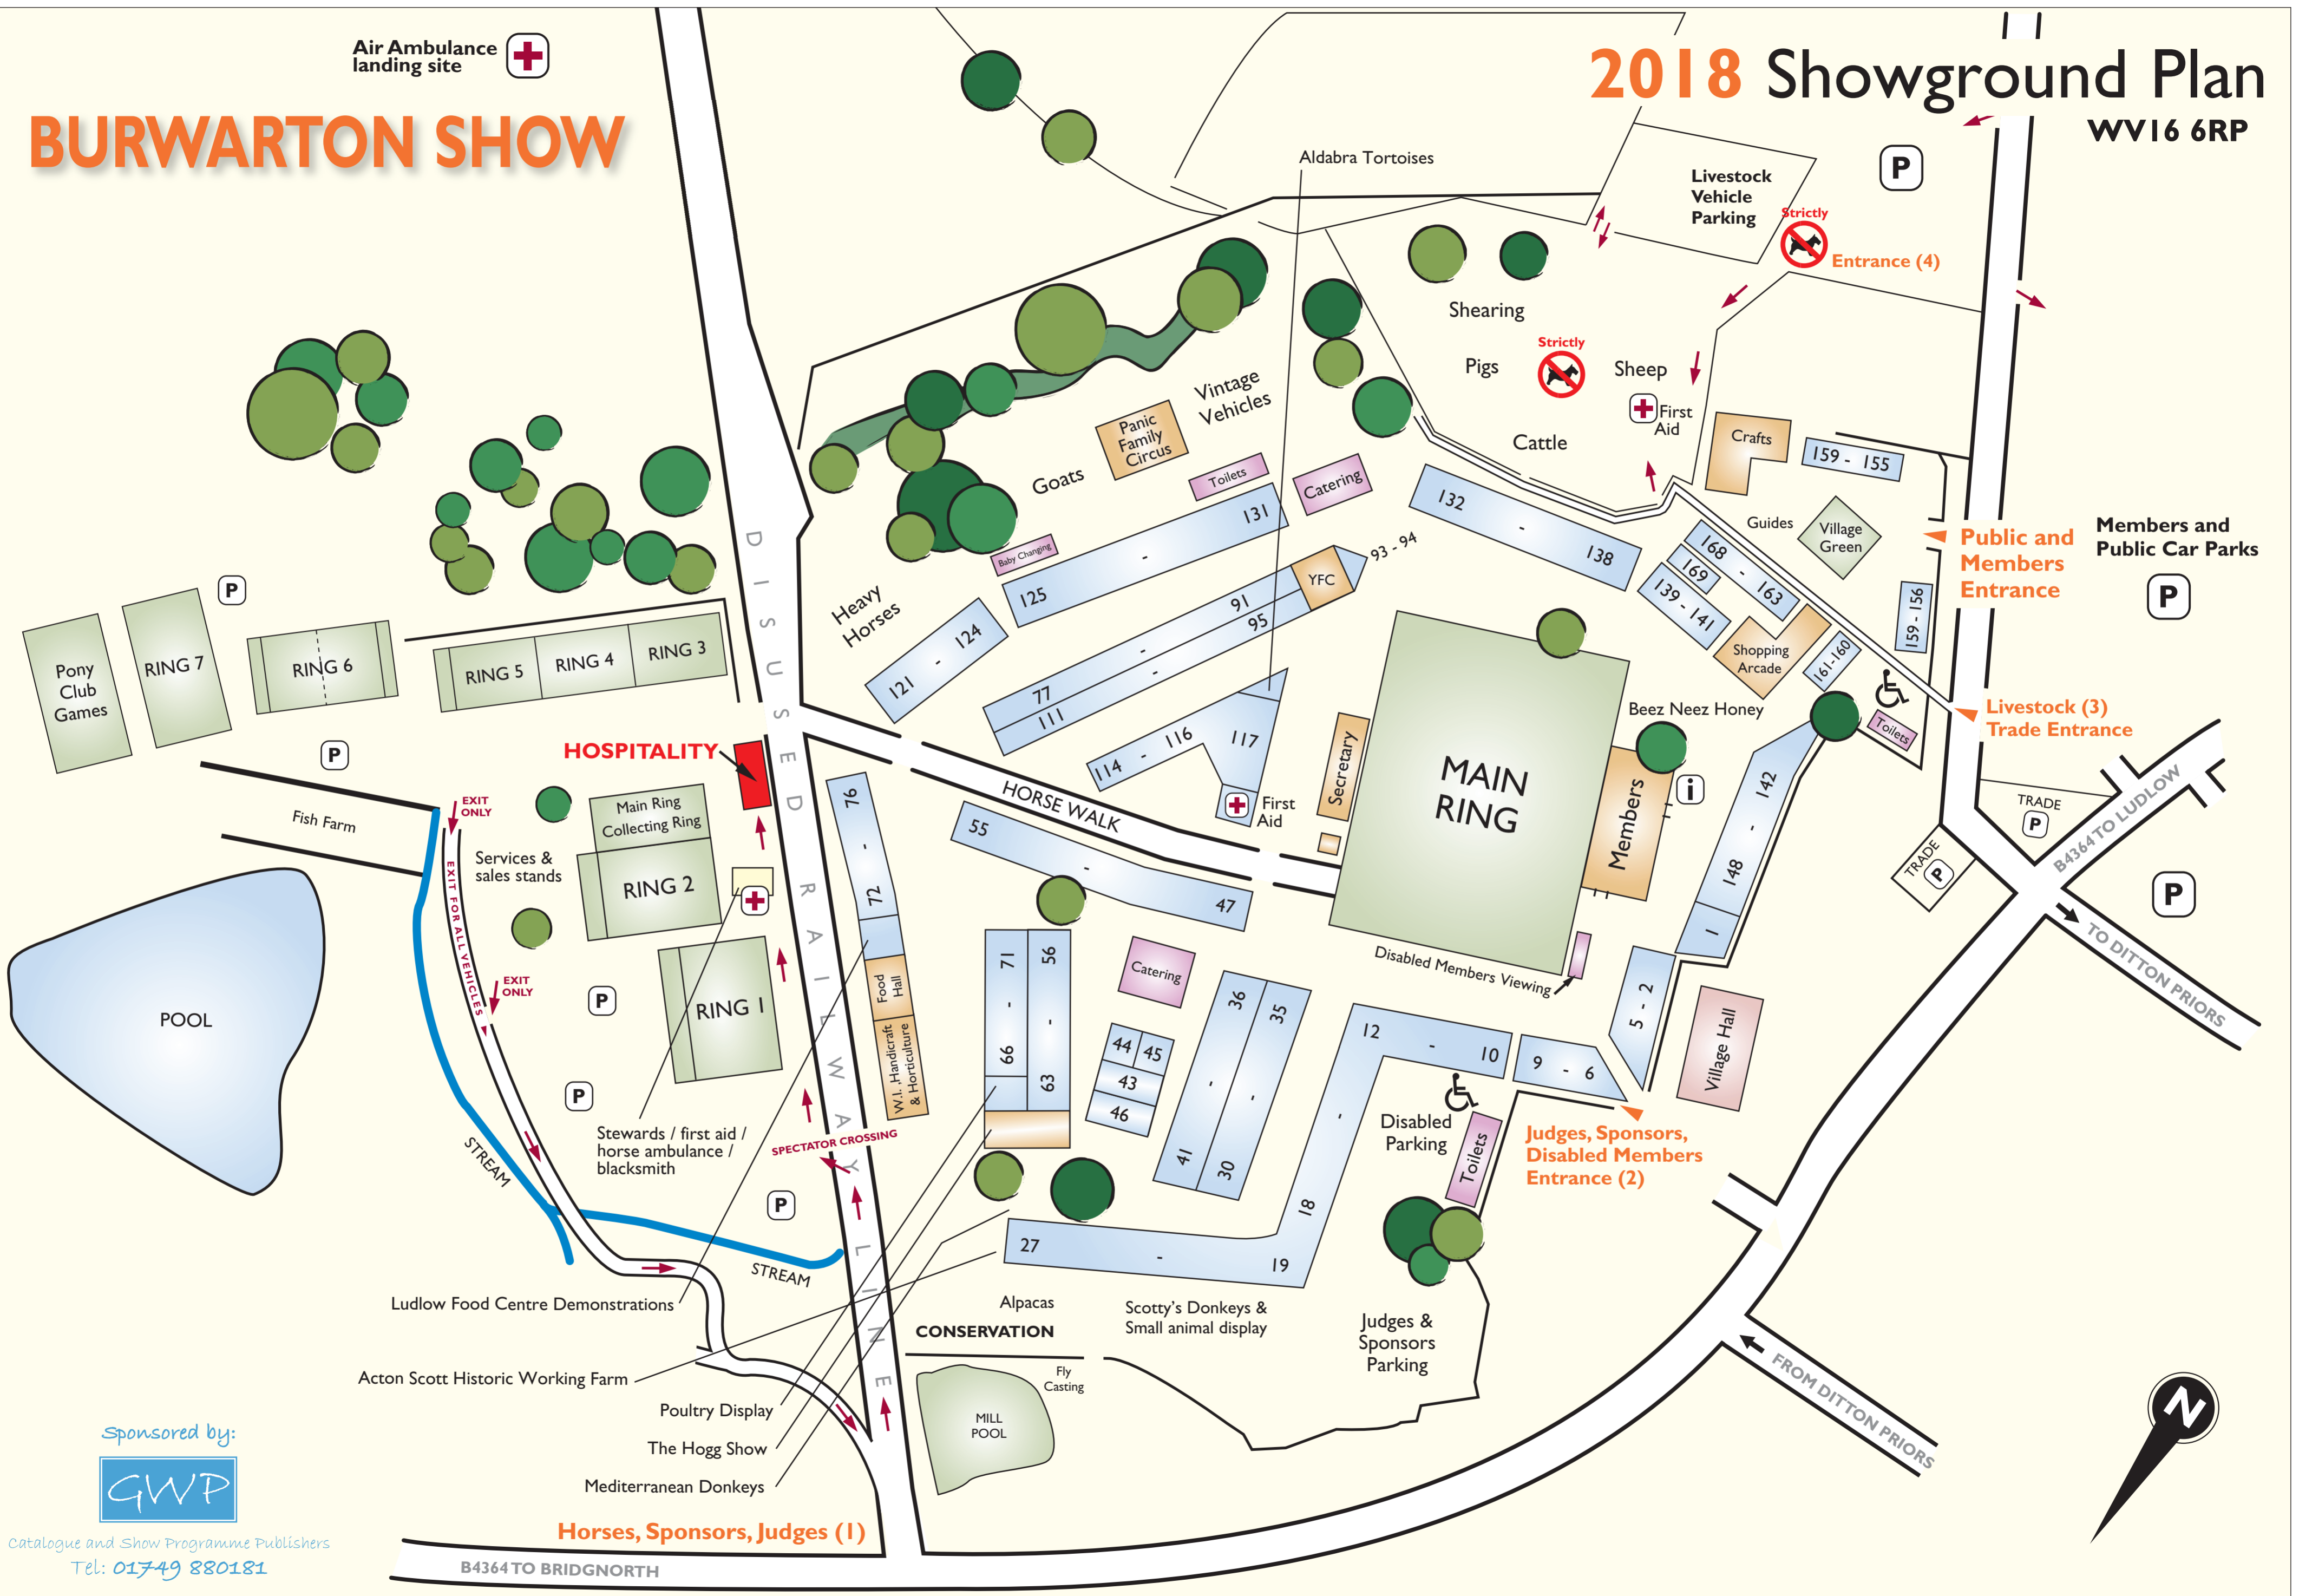 Air Ambulance
landing site
BURWARTON SHOW
2018 Showground Plan
WV16 6RP
P
Aldabra Tortoises
Livestock
Vehicle
Parking
Strictly
Entrance (4)
Shearing
Strictly
Pigs
Sheep
First
Aid
Cattle
Crafts
159 - 155
Vintage
Vehicles
Panic
Family
Circus
Goats
Toilets
Catering
131
-
125
Baby Changing
132
-
138
93 - 94
YFC
Guides
Village
Green
168
-
163
169
139 - 141
Shopping
Arcade
161-160
159 - 156
Public and
Members
Entrance
Members and
Public Car Parks
P
Livestock (3)
Trade Entrance
Toilets
Heavy
Horses
121 - 124
91
-
77
95
-
111
114 - 116
117
First
Aid
Secretary
MAIN
RING
Beez Neez Honey
Members
i
142
-
148
1
TRADE
P
TRADE
P
B4364 TO LUDLOW
P
TO DITTON PRIORS
Pony
Club
Games
RING 7
P
RING 6
RING 5
RING 4
RING 3
P
HOSPITALITY
DISUSED RAILWAY LINE
Fish Farm
EXIT
ONLY
Main Ring
Collecting Ring
Services &
sales stands
RING 2
EXIT FOR ALL VEHICLES
EXIT
ONLY
P
RING 1
POOL
P
STREAM
Stewards / first aid /
horse ambulance /
blacksmith
SPECTATOR CROSSING
P
STREAM
76
-
72
Food
Hall
W.I. ,Handicraft
& Horticulture
HORSE WALK
55
-
47
71
-
66
56
-
63
Catering
44
45
43
46
36
-
41
35
-
30
Disabled Members Viewing
12
-
10
9 - 6
5 - 2
Village Hall
Disabled
Parking
Toilets
Judges, Sponsors,
Disabled Members
Entrance (2)
-
18
27
-
19
Ludlow Food Centre Demonstrations
Acton Scott Historic Working Farm
Poultry Display
The Hogg Show
Mediterranean Donkeys
Alpacas
CONSERVATION
Scotty's Donkeys &
Small animal display
Judges &
Sponsors
Parking
Fly
Casting
MILL
POOL
FROM DITTON PRIORS
N
Sponsored by:
GWP
Catalogue and Show Programme Publishers
Tel: 01749 880181
Horses, Sponsors, Judges (1)
B4364 TO BRIDGNORTH